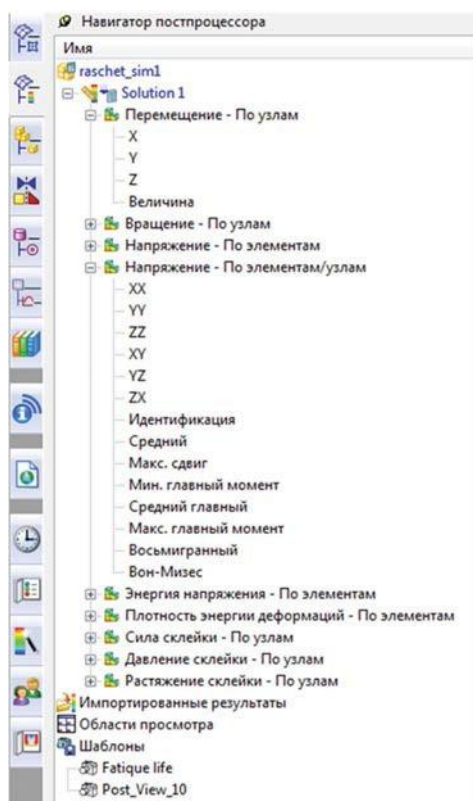 Навигатор постпроцессора
Имя
raschet_sim1
Solution 1
Перемещение - По узлам
X
Y
Z
Величина
Вращение - По узлам
Напряжение - По элементам
Напряжение - По элементам/узлам
XX
YY
ZZ
XY
YZ
ZX
Идентификация
Средний
Макс. сдвиг
Мин. главный момент
Средний главный
Макс. главный момент
Восьмигранный
Вон-Мизес
Энергия напряжения - По элементам
Плотность энергии деформаций - По элементам
Сила склейки - По узлам
Давление склейки - По узлам
Растяжение склейки - По узлам
Импортированные результаты
Области просмотра
Шаблоны
Fatique life
Post_View_10